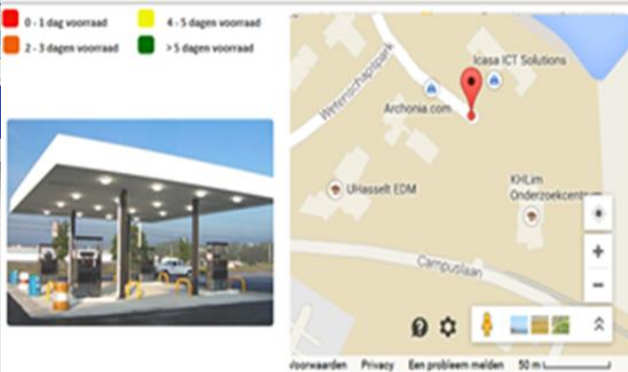 0 - 1 dag voorraad
4 - 5 dagen voorraad
2 - 3 dagen voorraad
> 5 dagen voorraad
Wetenschapspark
Icasa ICT Solutions
Archonia.com
UHasselt EDM
KHLim
Onderzoekcentrum
Campuslaan
Voorwaarden Privacy Een probleem melden 50 m